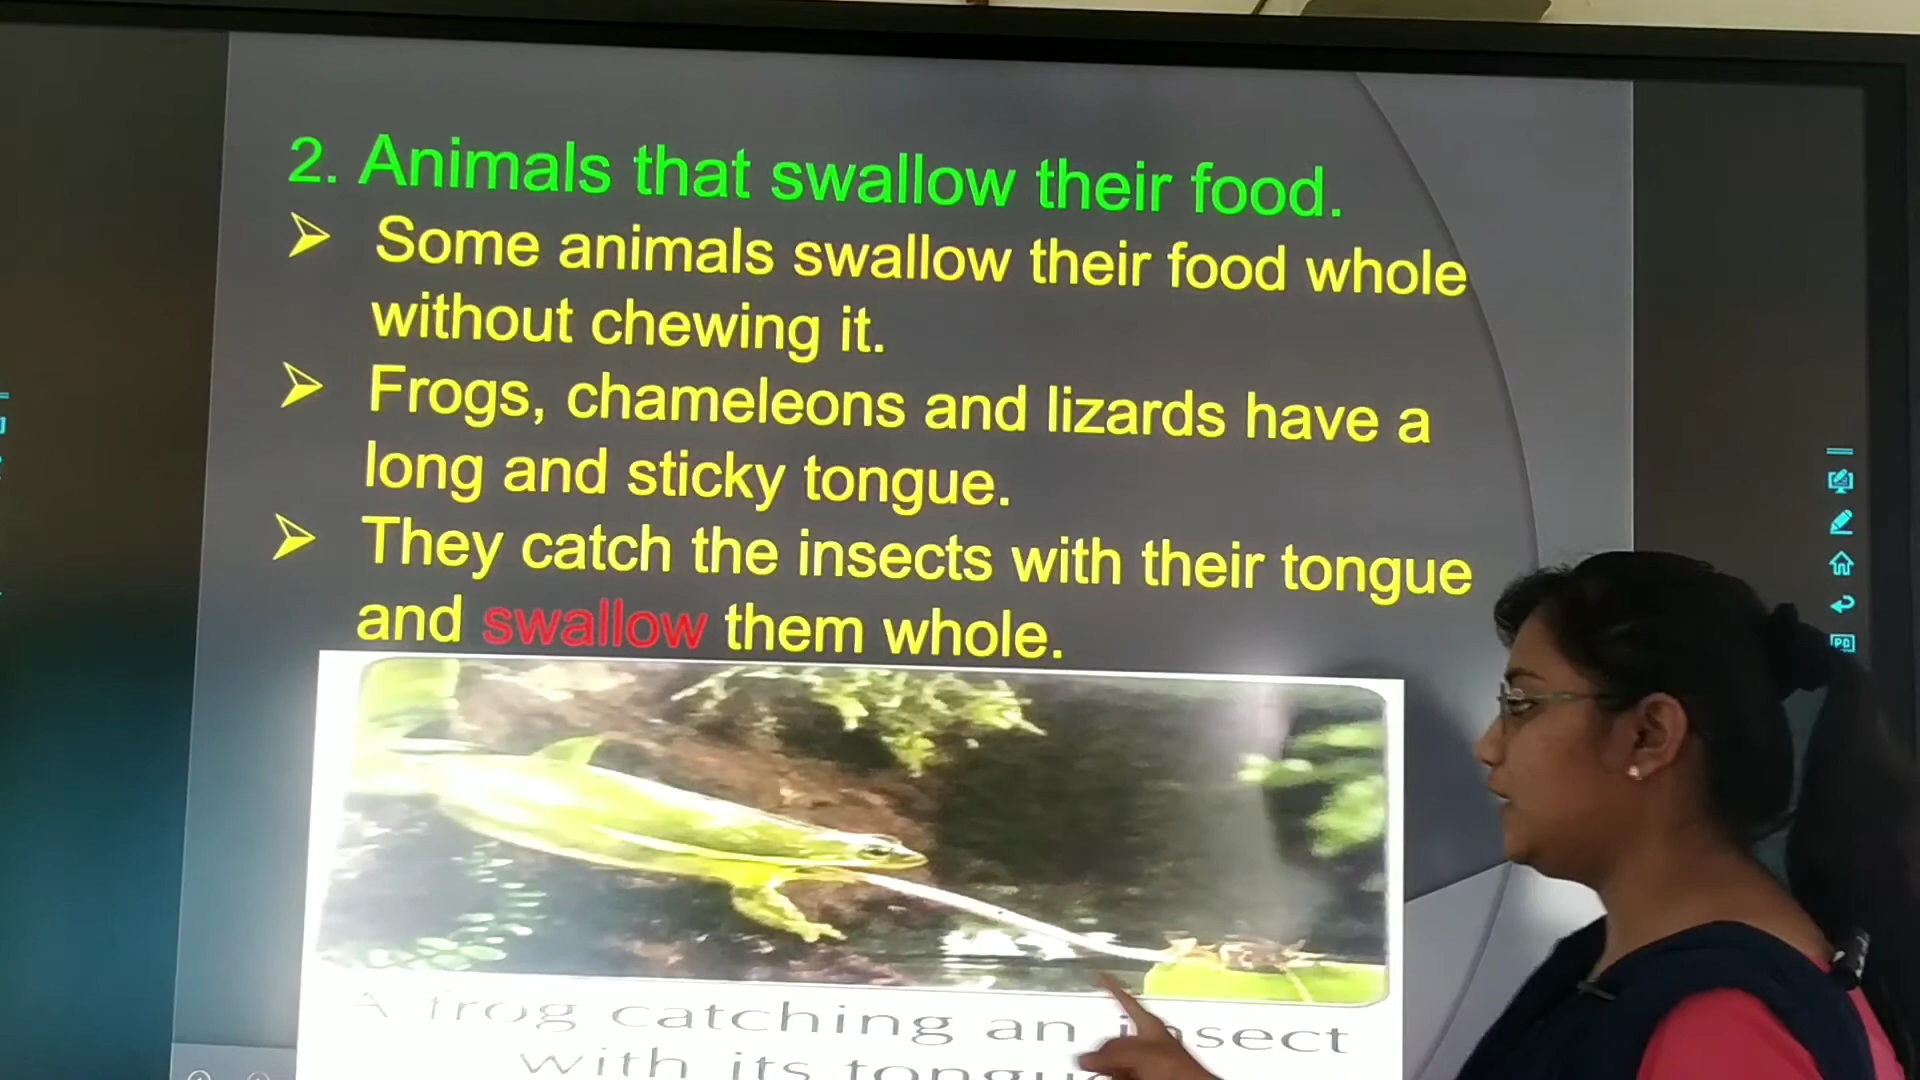 2. Animals that swallow their food.
➢ Some animals swallow their food whole
without chewing it.
➢ Frogs, chameleons and lizards have a
long and sticky tongue.
➢ They catch the insects with their tongue
and swallow them whole.
A frog catching an insect
with its tongue
PC